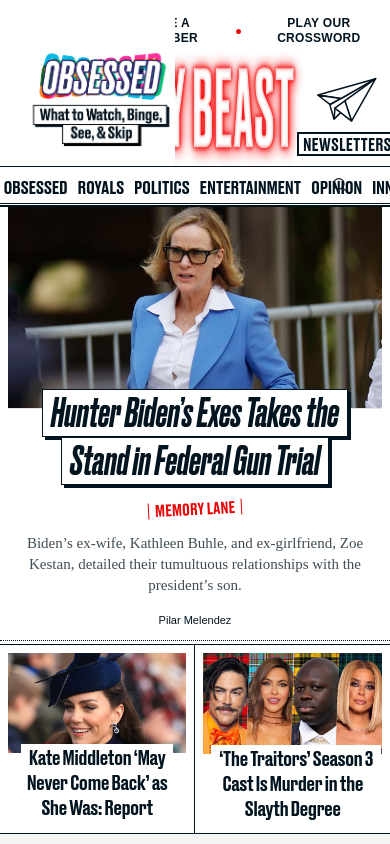 PLAY OUR
CROSSWORD
OBSESSED
What to Watch, Binge,
See, & Skip
BEAST
NEWSLETTERS
OBSESSED ROYALS POLITICS ENTERTAINMENT OPINION INN
Hunter Biden’s Exes Takes the
Stand in Federal Gun Trial
MEMORY LANE
Biden’s ex-wife, Kathleen Buhle, and ex-girlfriend, Zoe
Kestan, detailed their tumultuous relationships with the
president’s son.
Pilar Melendez
Kate Middleton ‘May
Never Come Back’ as
She Was: Report
‘The Traitors’ Season 3
Cast Is Murder in the
Slayth Degree